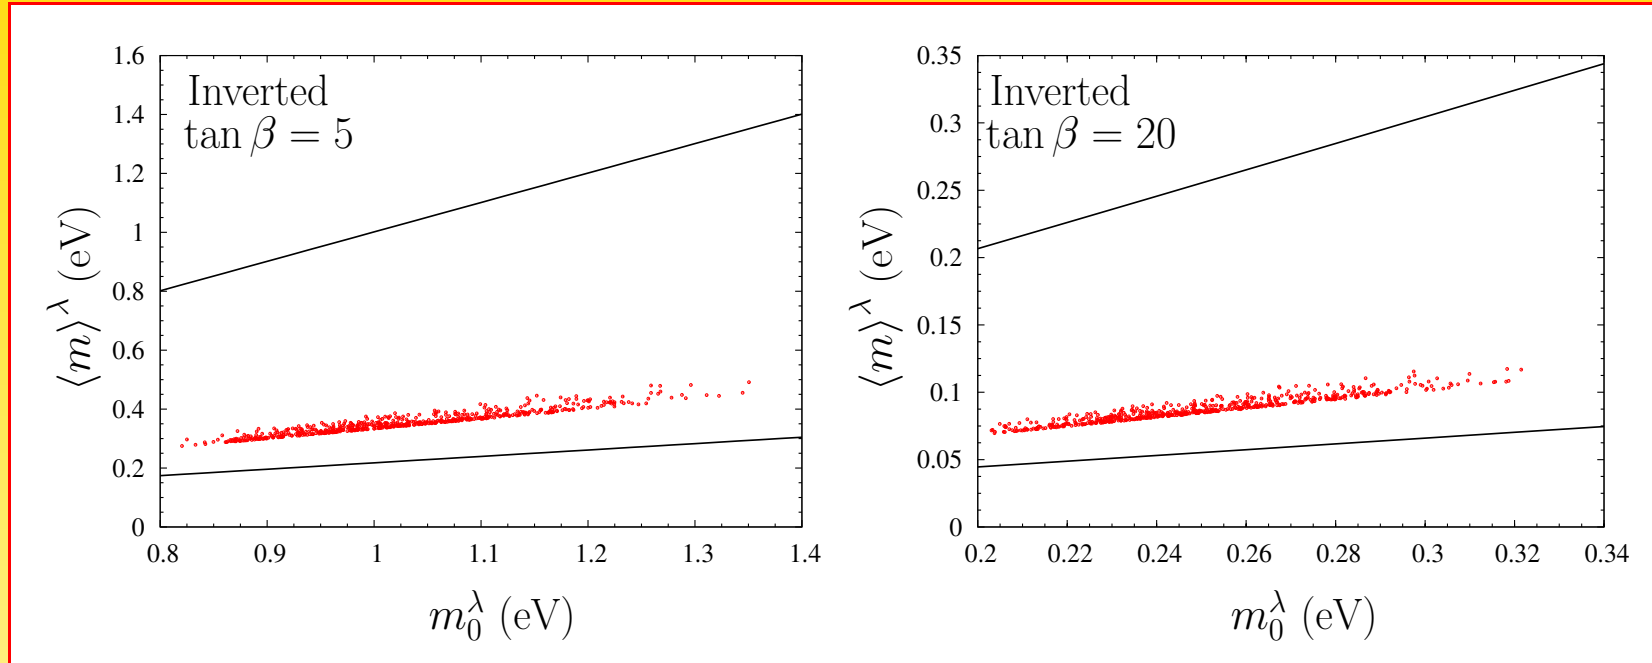 Inverted
tan β = 5
1.6
1.4
1.2
1
0.8
0.6
0.4
0.2
0
0.8 0.9 1 1.1 1.2 1.3 1.4
⟨m⟩^λ (eV)
m_0^λ (eV)
Inverted
tan β = 20
0.35
0.3
0.25
0.2
0.15
0.1
0.05
0
0.2 0.22 0.24 0.26 0.28 0.3 0.32 0.34
⟨m⟩^λ (eV)
m_0^λ (eV)